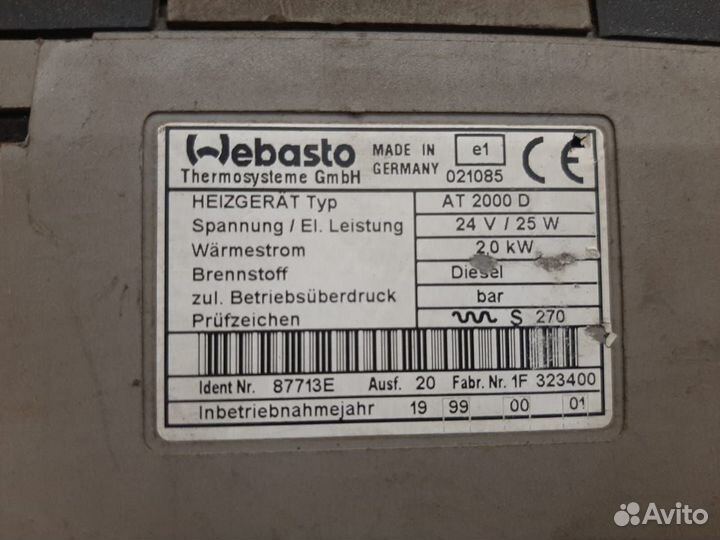 Webasto
Thermosysteme GmbH
MADE IN
GERMANY
e1
021085
CE
HEIZGERÄT Typ AT 2000 D
Spannung / El. Leistung 24 V / 25 W
Wärmestrom 2,0 kW
Brennstoff Diesel
zul. Betriebsüberdruck bar
Prüfzeichen S 270
Ident Nr. 87713E Ausf. 20 Fabr. Nr. 1F 323400
Inbetriebnahmejahr 19 99 00 01
Avito